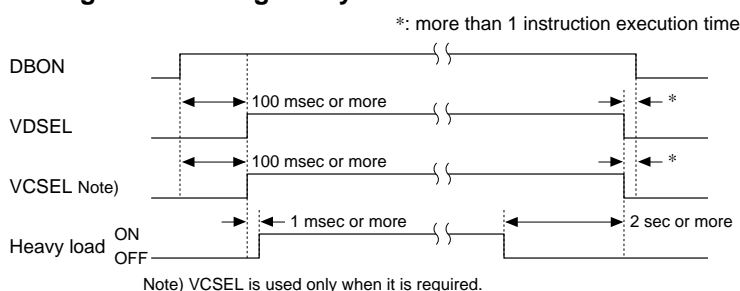 *: more than 1 instruction execution time
DBON
100 msec or more
*
VDSEL
100 msec or more
*
VCSEL Note)
1 msec or more
2 sec or more
Heavy load ON
OFF
Note) VCSEL is used only when it is required.